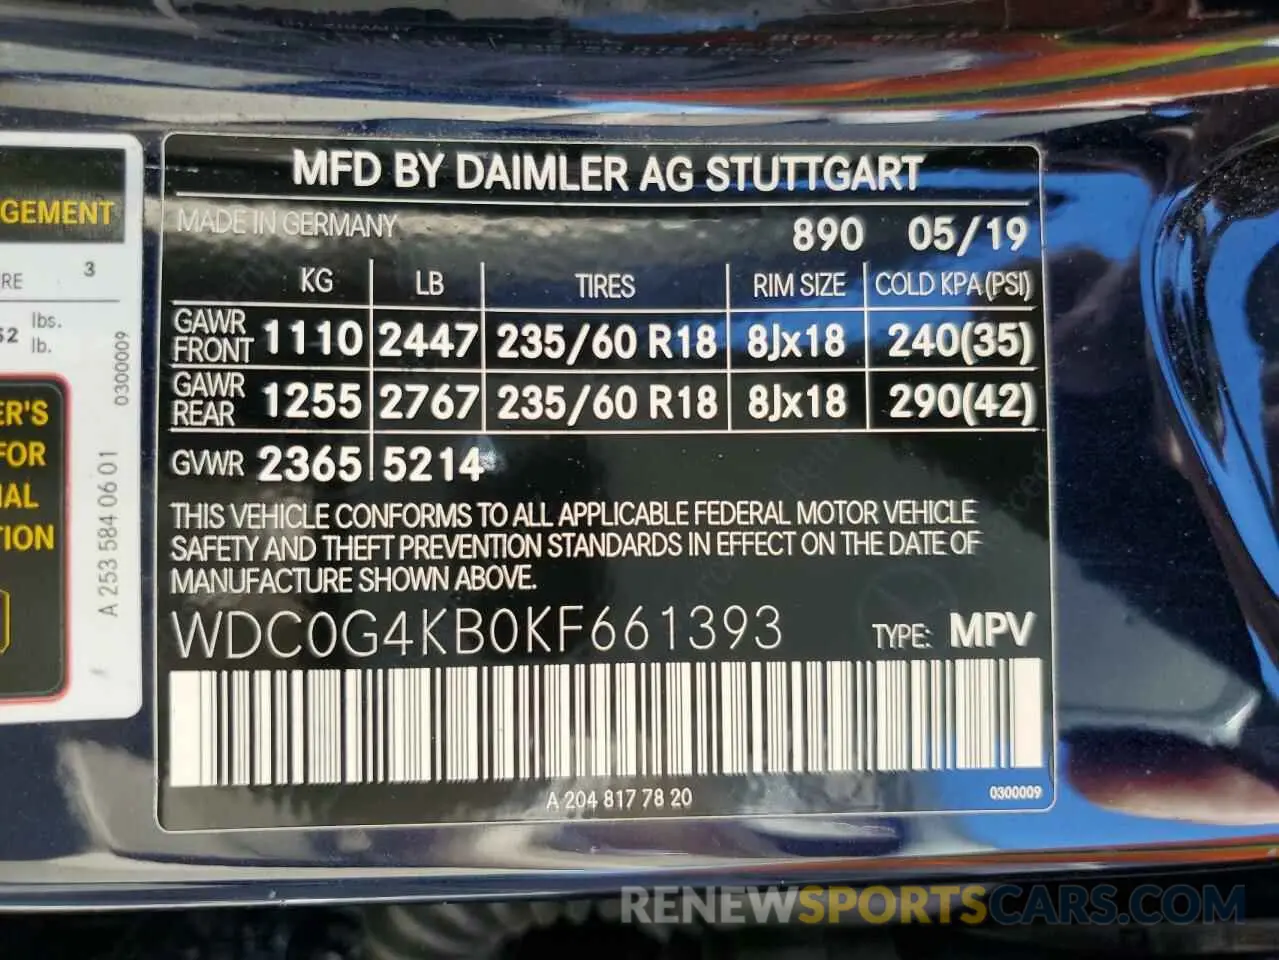 MFD BY DAIMLER AG STUTTGART
MADE IN GERMANY
890 05/19
KG LB TIRES RIM SIZE COLD KPA(PSI)
GAWR FRONT 1110 2447 235/60 R18 8Jx18 240(35)
GAWR REAR 1255 2767 235/60 R18 8Jx18 290(42)
GVWR 2365 5214
THIS VEHICLE CONFORMS TO ALL APPLICABLE FEDERAL MOTOR VEHICLE
SAFETY AND THEFT PREVENTION STANDARDS IN EFFECT ON THE DATE OF
MANUFACTURE SHOWN ABOVE.
WDC0G4KB0KF661393 TYPE: MPV
A 204 817 78 20
0300009
GEMENT
RE 3
lbs.
lb.
0300009
ER'S
FOR
IAL
TION
A 253 584 06 01
RENEWSPORTSCARS.COM